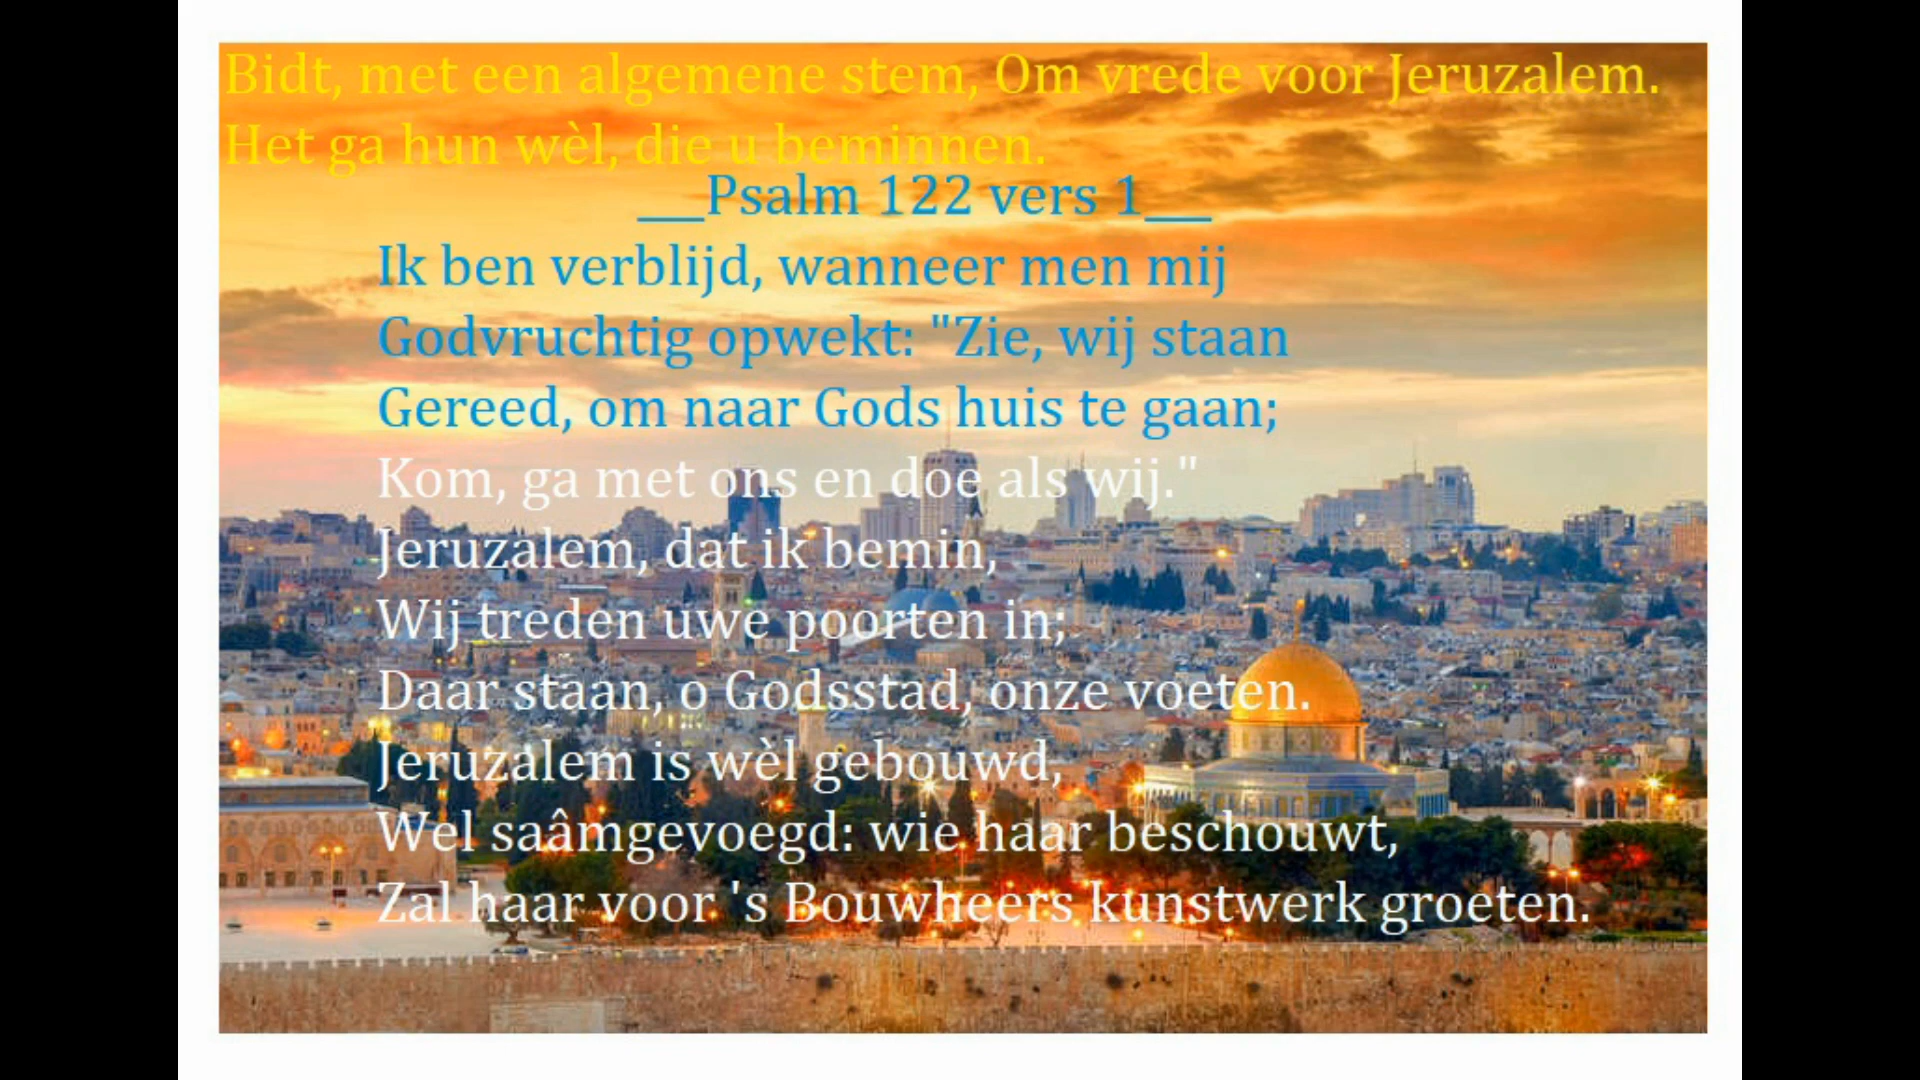 Bidt, met een algemene stem, Om vrede voor Jeruzalem.
Het ga hun wèl, die u beminnen.
___Psalm 122 vers 1___
Ik ben verblijd, wanneer men mij
Godvruchtig opwekt: "Zie, wij staan
Gereed, om naar Gods huis te gaan;
Kom, ga met ons en doe als wij."
Jeruzalem, dat ik bemin,
Wij treden uwe poorten in;
Daar staan, o Godsstad, onze voeten.
Jeruzalem is wèl gebouwd,
Wel saâmgevoegd: wie haar beschouwt,
Zal haar voor 's Bouwheers kunstwerk groeten.